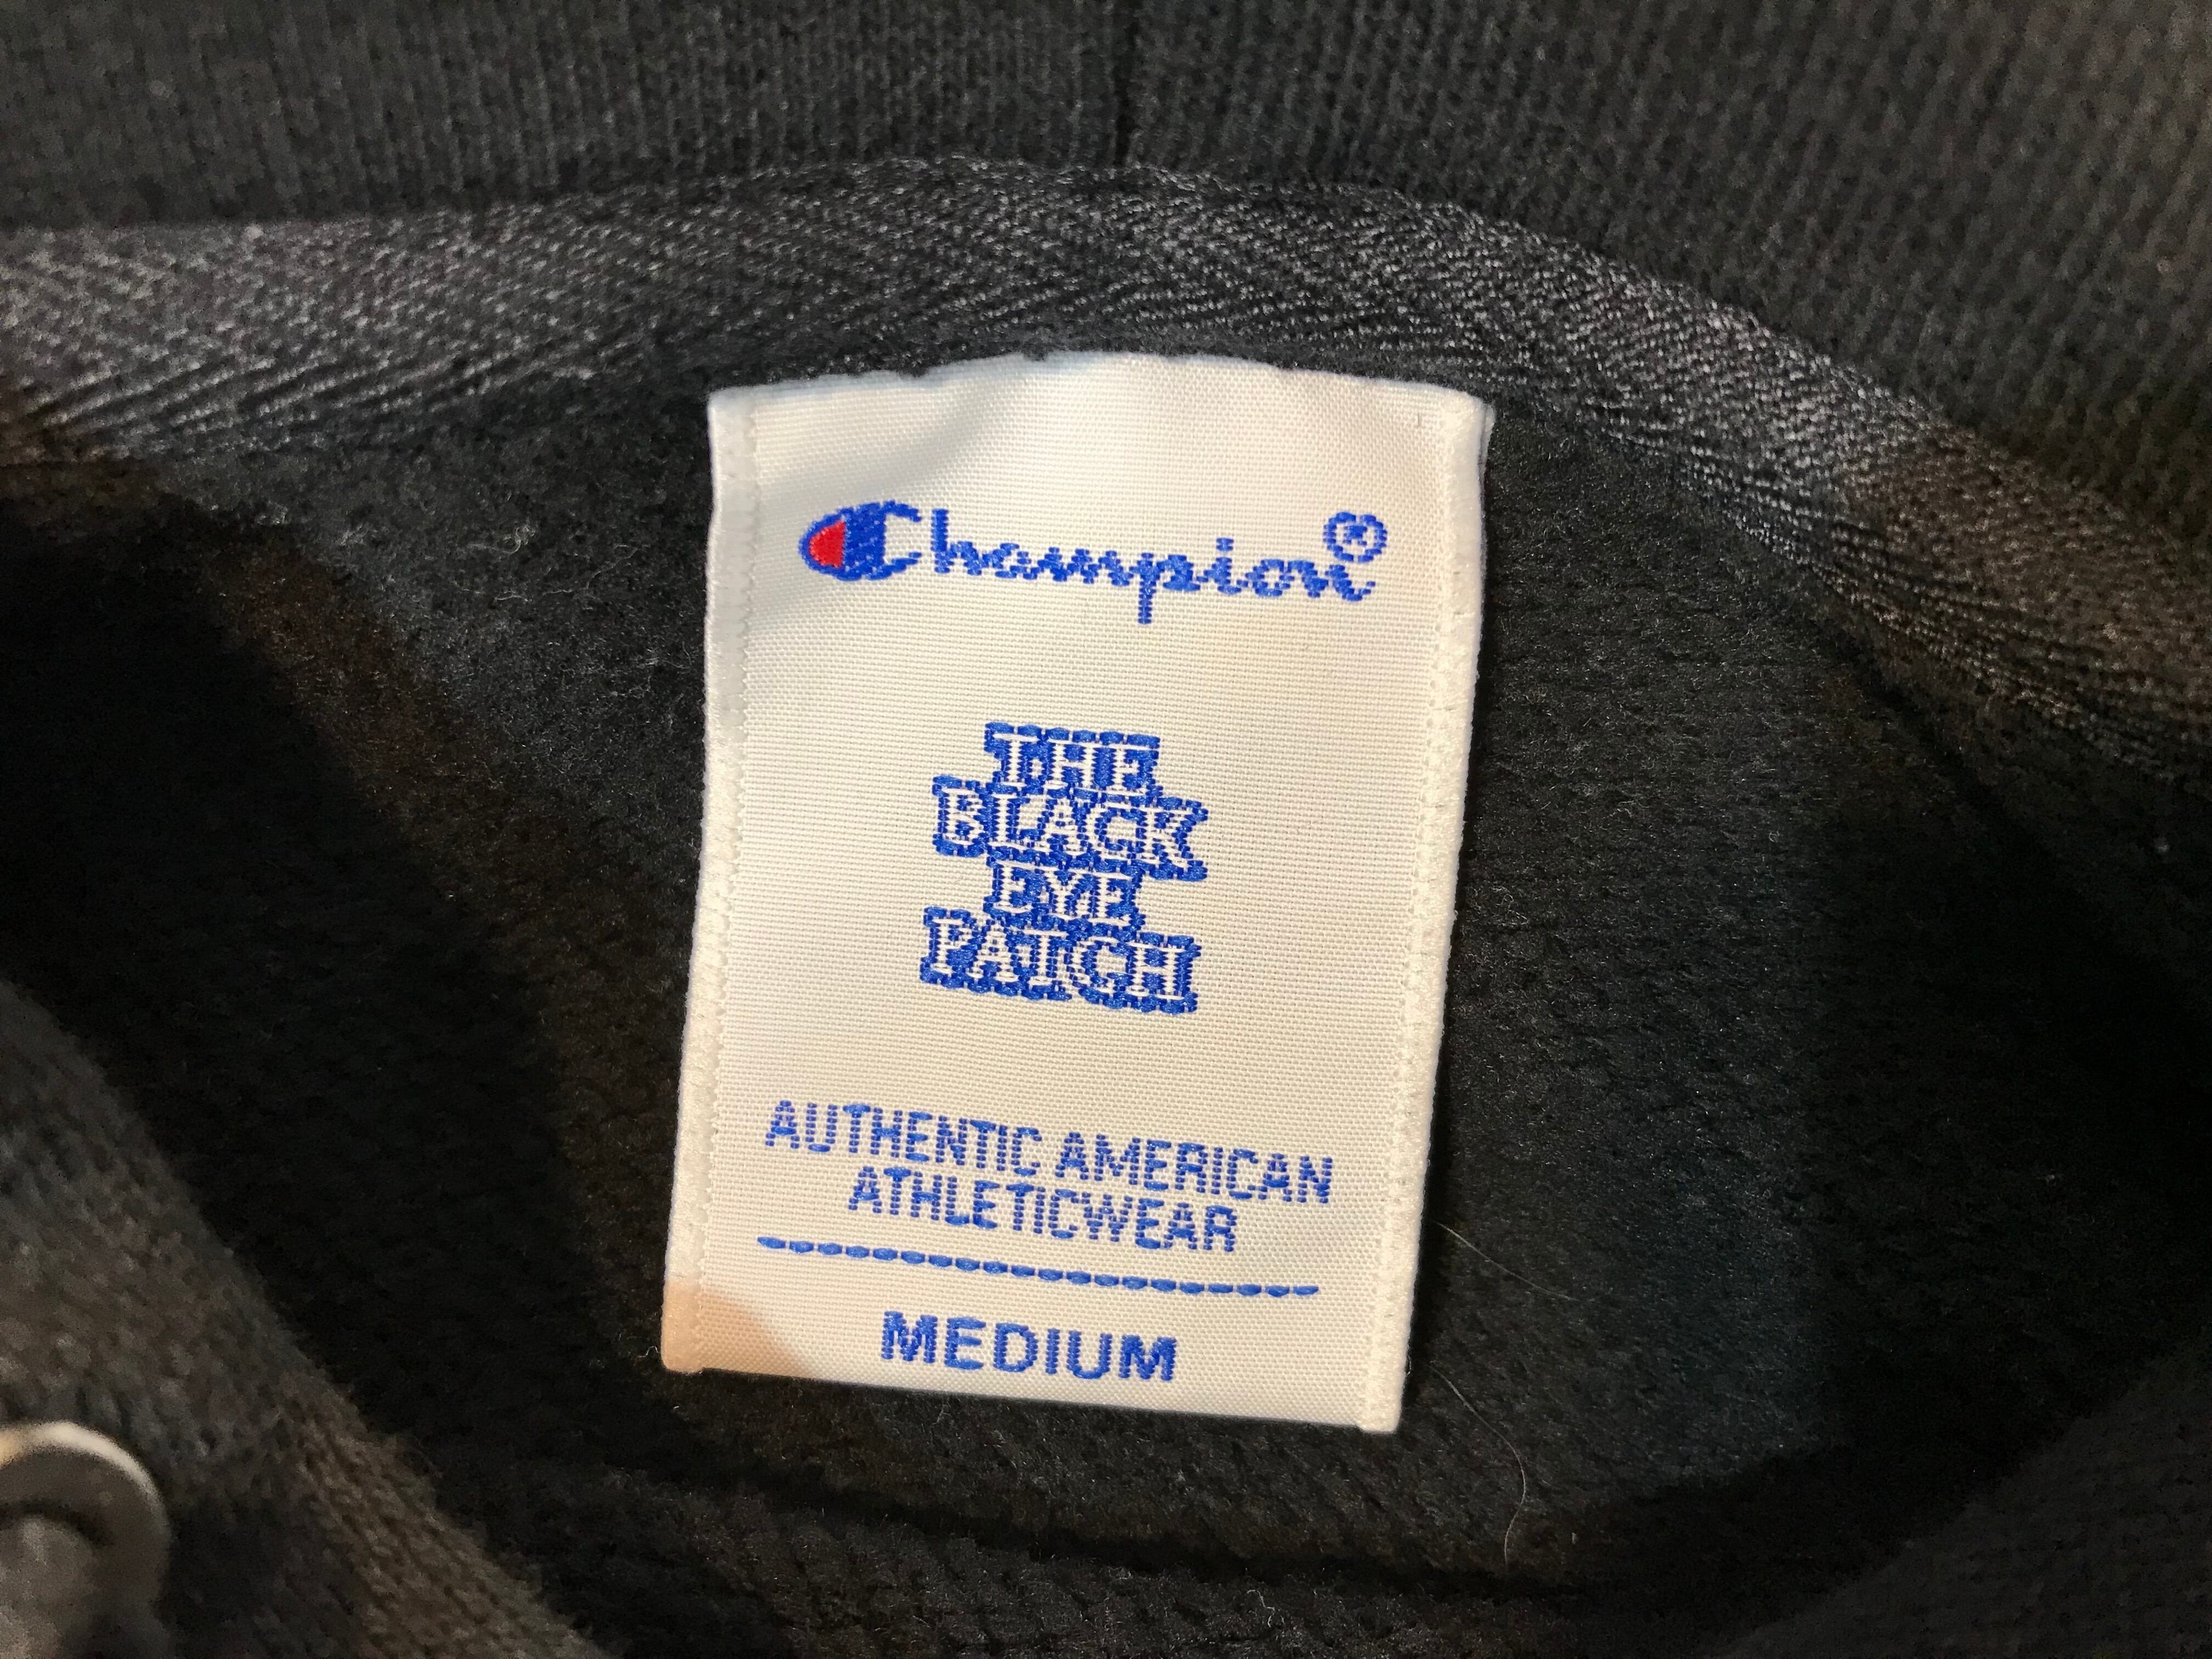 Champion®
THE
BLACK
EYE
PATCH
AUTHENTIC AMERICAN
ATHLETICWEAR
MEDIUM